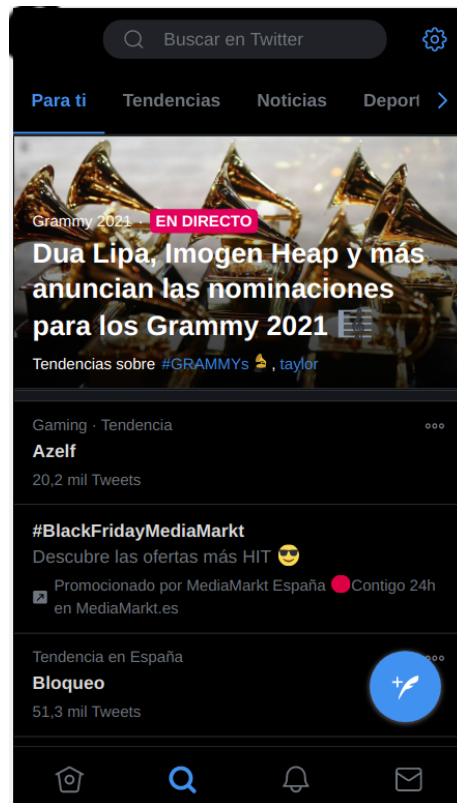 Buscar en Twitter
Para ti Tendencias Noticias Deport
Grammy 2021 · EN DIRECTO
Dua Lipa, Imogen Heap y más
anuncian las nominaciones
para los Grammy 2021 🎼
Tendencias sobre #GRAMMYs , taylor
Gaming · Tendencia
Azelf
20,2 mil Tweets
#BlackFridayMediaMarkt
Descubre las ofertas más HIT 😎
Promocionado por MediaMarkt España 🔴Contigo 24h
en MediaMarkt.es
Tendencia en España
Bloqueo
51,3 mil Tweets